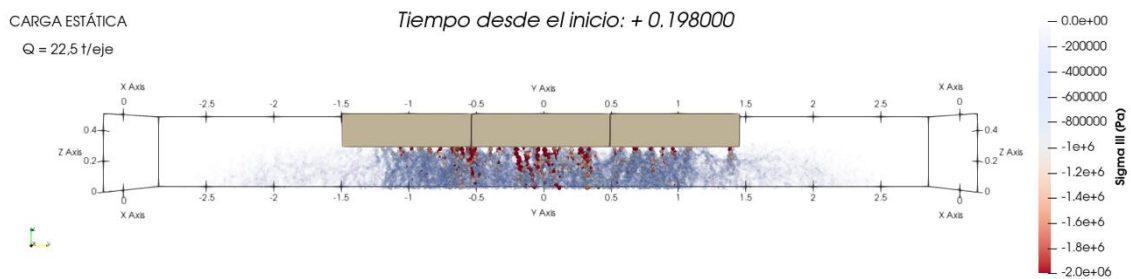 CARGA ESTÁTICA
Q = 22,5 t/eje
Tiempo desde el inicio: + 0.198000
X Axis
0
Y Axis
-2.5 -2 -1.5 -1 -0.5 0 0.5 1 1.5 2 2.5
X Axis
0
0.4
Z Axis
0.2
0
0.4
Z Axis
0.2
0
-2.5 -2 -1.5 -1 -0.5 0 0.5 1 1.5 2 2.5
0
X Axis
Y Axis
0
X Axis
0.0e+00
-200000
-400000
-600000
-800000
-1e+6
-1.2e+6
-1.4e+6
-1.6e+6
-1.8e+6
-2.0e+06
Sigma III (Pa)